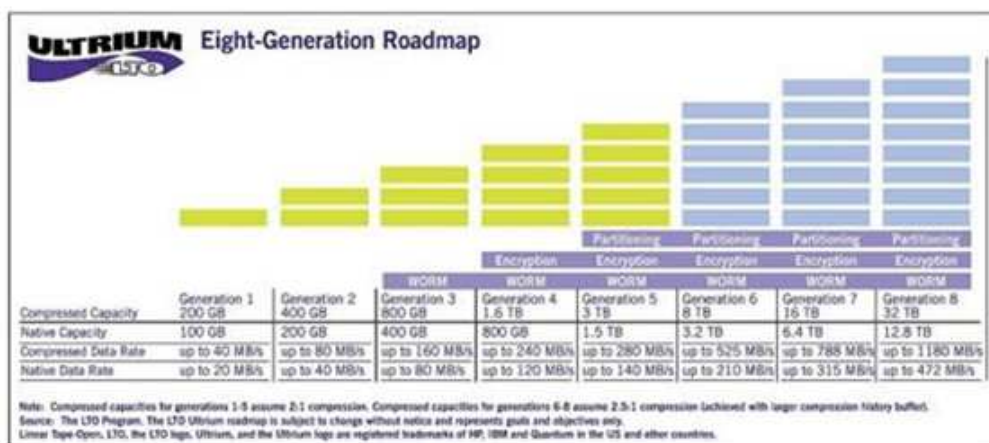 ULTRIUM
LTO
Eight-Generation Roadmap
Partitioning Partitioning Partitioning Partitioning
Encryption Encryption Encryption Encryption Encryption
WORM WORM WORM WORM WORM WORM
Generation 1 Generation 2 Generation 3 Generation 4 Generation 5 Generation 6 Generation 7 Generation 8
Compressed Capacity 200 GB 400 GB 800 GB 1.6 TB 3 TB 8 TB 16 TB 32 TB
Native Capacity 100 GB 200 GB 400 GB 800 GB 1.5 TB 3.2 TB 6.4 TB 12.8 TB
Compressed Data Rate up to 40 MB/s up to 80 MB/s up to 160 MB/s up to 240 MB/s up to 280 MB/s up to 525 MB/s up to 788 MB/s up to 1180 MB/s
Native Data Rate up to 20 MB/s up to 40 MB/s up to 80 MB/s up to 120 MB/s up to 140 MB/s up to 210 MB/s up to 315 MB/s up to 472 MB/s
Note: Compressed capacities for generations 1-5 assume 2:1 compression. Compressed capacities for generations 6-8 assume 2.5:1 compression (achieved with larger compression history buffer).
Source: The LTO Program. The LTO Ultrium roadmap is subject to change without notice and represents goals and objectives only.
Linear Tape-Open, LTO, the LTO logo, Ultrium, and the Ultrium logo are registered trademarks of HP, IBM and Quantum in the US and other countries.